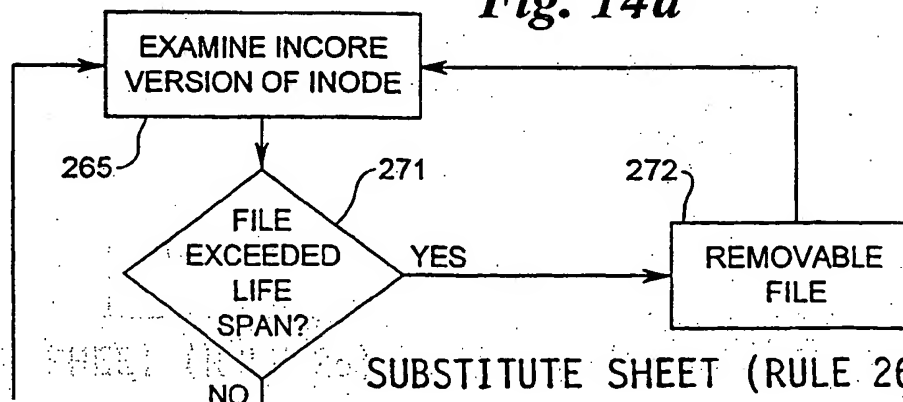 Fig. 14a
EXAMINE INCORE
VERSION OF INODE
265
271
272
FILE
EXCEEDED
LIFE
SPAN?
YES
REMOVABLE
FILE
NO
SUBSTITUTE SHEET (RULE 26